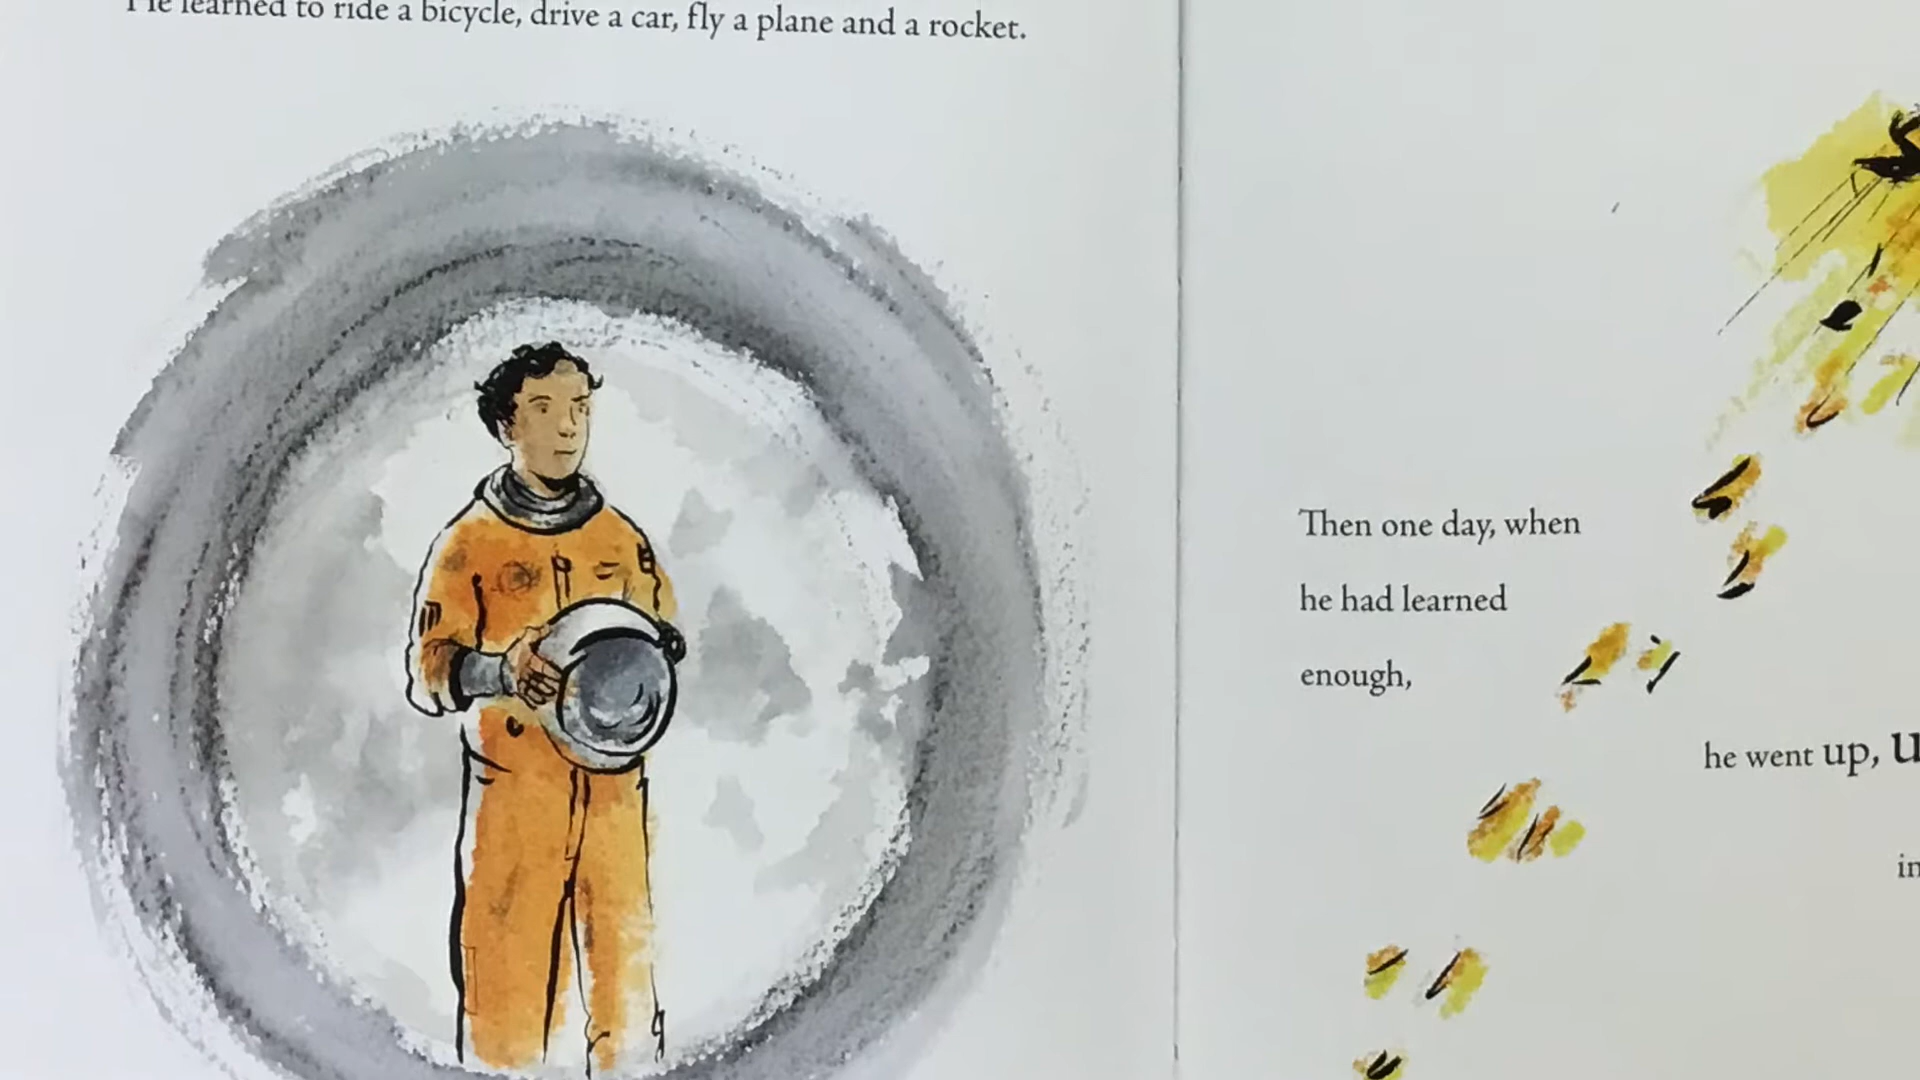 He learned to ride a bicycle, drive a car, fly a plane and a rocket.
Then one day, when
he had learned
enough,
he went up,